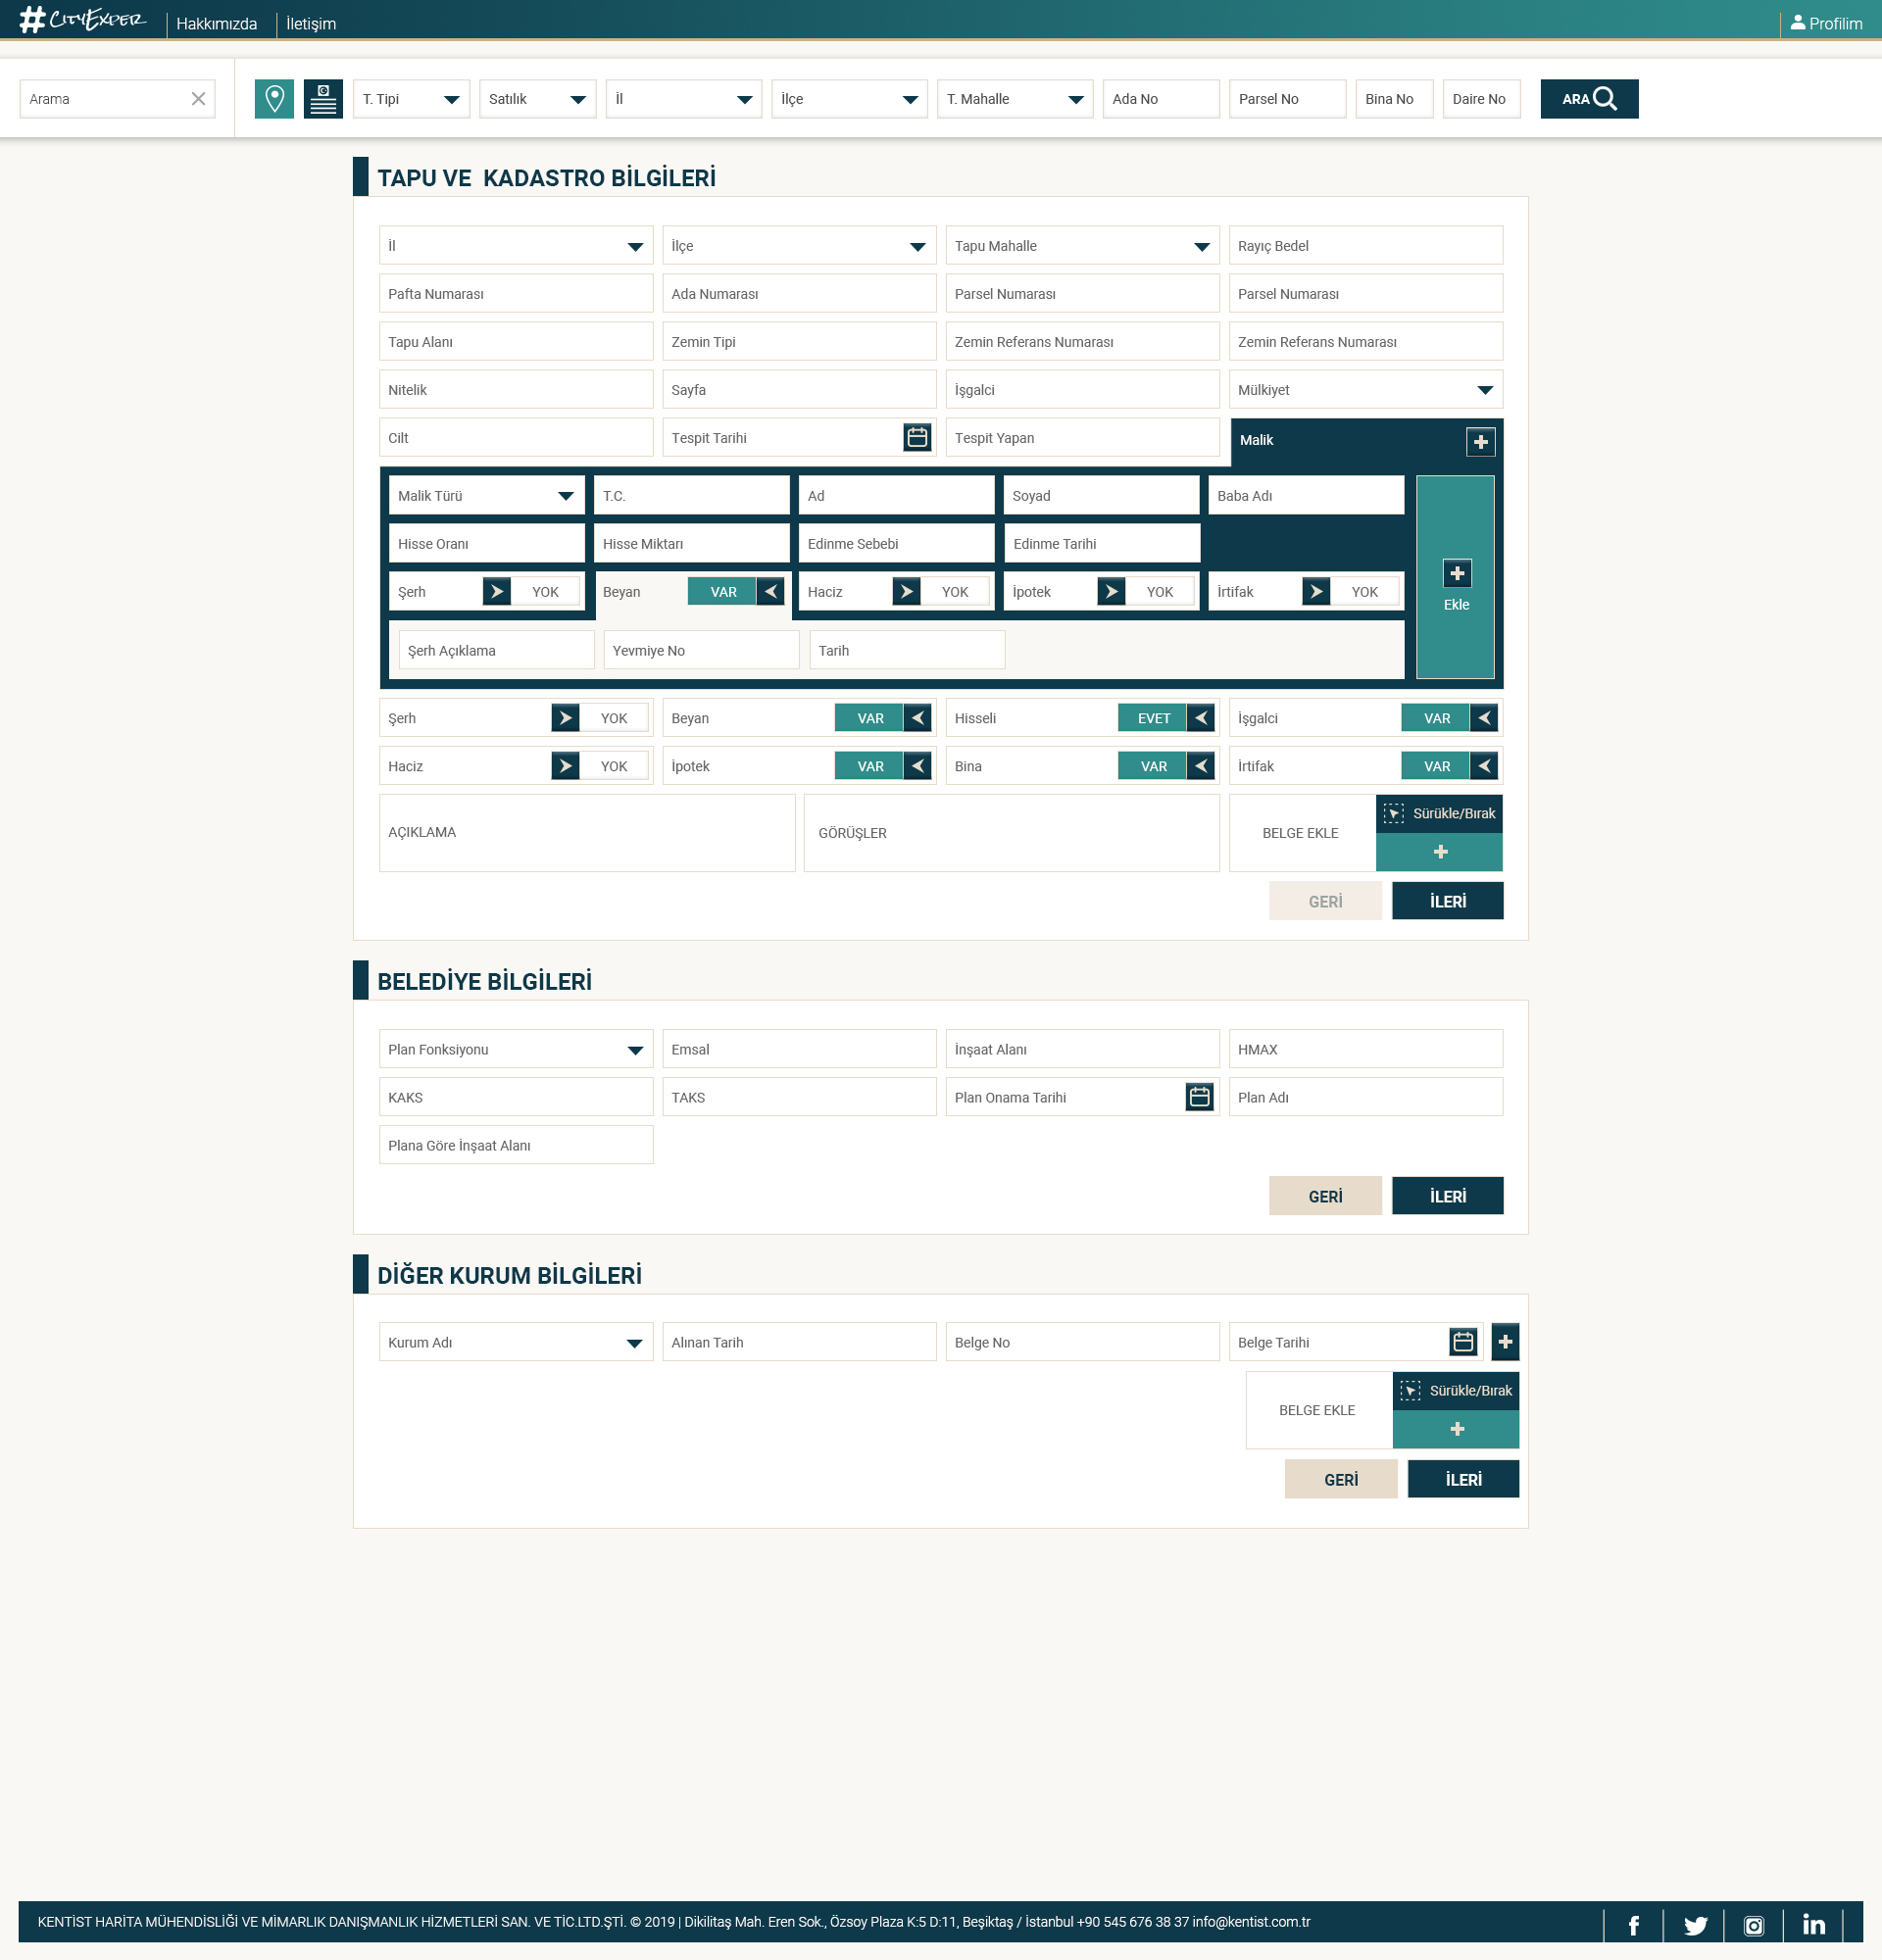 #CityExper Hakkımızda İletişim Profilim
Arama T. Tipi Satılık İl İlçe T. Mahalle Ada No Parsel No Bina No Daire No ARA
TAPU VE KADASTRO BİLGİLERİ
İl İlçe Tapu Mahalle Rayıç Bedel
Pafta Numarası Ada Numarası Parsel Numarası Parsel Numarası
Tapu Alanı Zemin Tipi Zemin Referans Numarası Zemin Referans Numarası
Nitelik Sayfa İşgalci Mülkiyet
Cilt Tespit Tarihi Tespit Yapan Malik
Malik Türü T.C. Ad Soyad Baba Adı
Hisse Oranı Hisse Miktarı Edinme Sebebi Edinme Tarihi
Şerh YOK Beyan VAR Haciz YOK İpotek YOK İrtifak YOK
Ekle
Şerh Açıklama Yevmiye No Tarih
Şerh YOK Beyan VAR Hisseli EVET İşgalci VAR
Haciz YOK İpotek VAR Bina VAR İrtifak VAR
AÇIKLAMA GÖRÜŞLER BELGE EKLE Sürükle/Bırak
GERİ İLERİ
BELEDİYE BİLGİLERİ
Plan Fonksiyonu Emsal İnşaat Alanı HMAX
KAKS TAKS Plan Onama Tarihi Plan Adı
Plana Göre İnşaat Alanı
GERİ İLERİ
DİĞER KURUM BİLGİLERİ
Kurum Adı Alınan Tarih Belge No Belge Tarihi
BELGE EKLE Sürükle/Bırak
GERİ İLERİ
KENTİST HARİTA MÜHENDİSLİĞİ VE MİMARLIK DANIŞMANLIK HİZMETLERİ SAN. VE TİC.LTD.ŞTİ. © 2019 | Dikilitaş Mah. Eren Sok., Özsoy Plaza K:5 D:11, Beşiktaş / İstanbul +90 545 676 38 37 info@kentist.com.tr